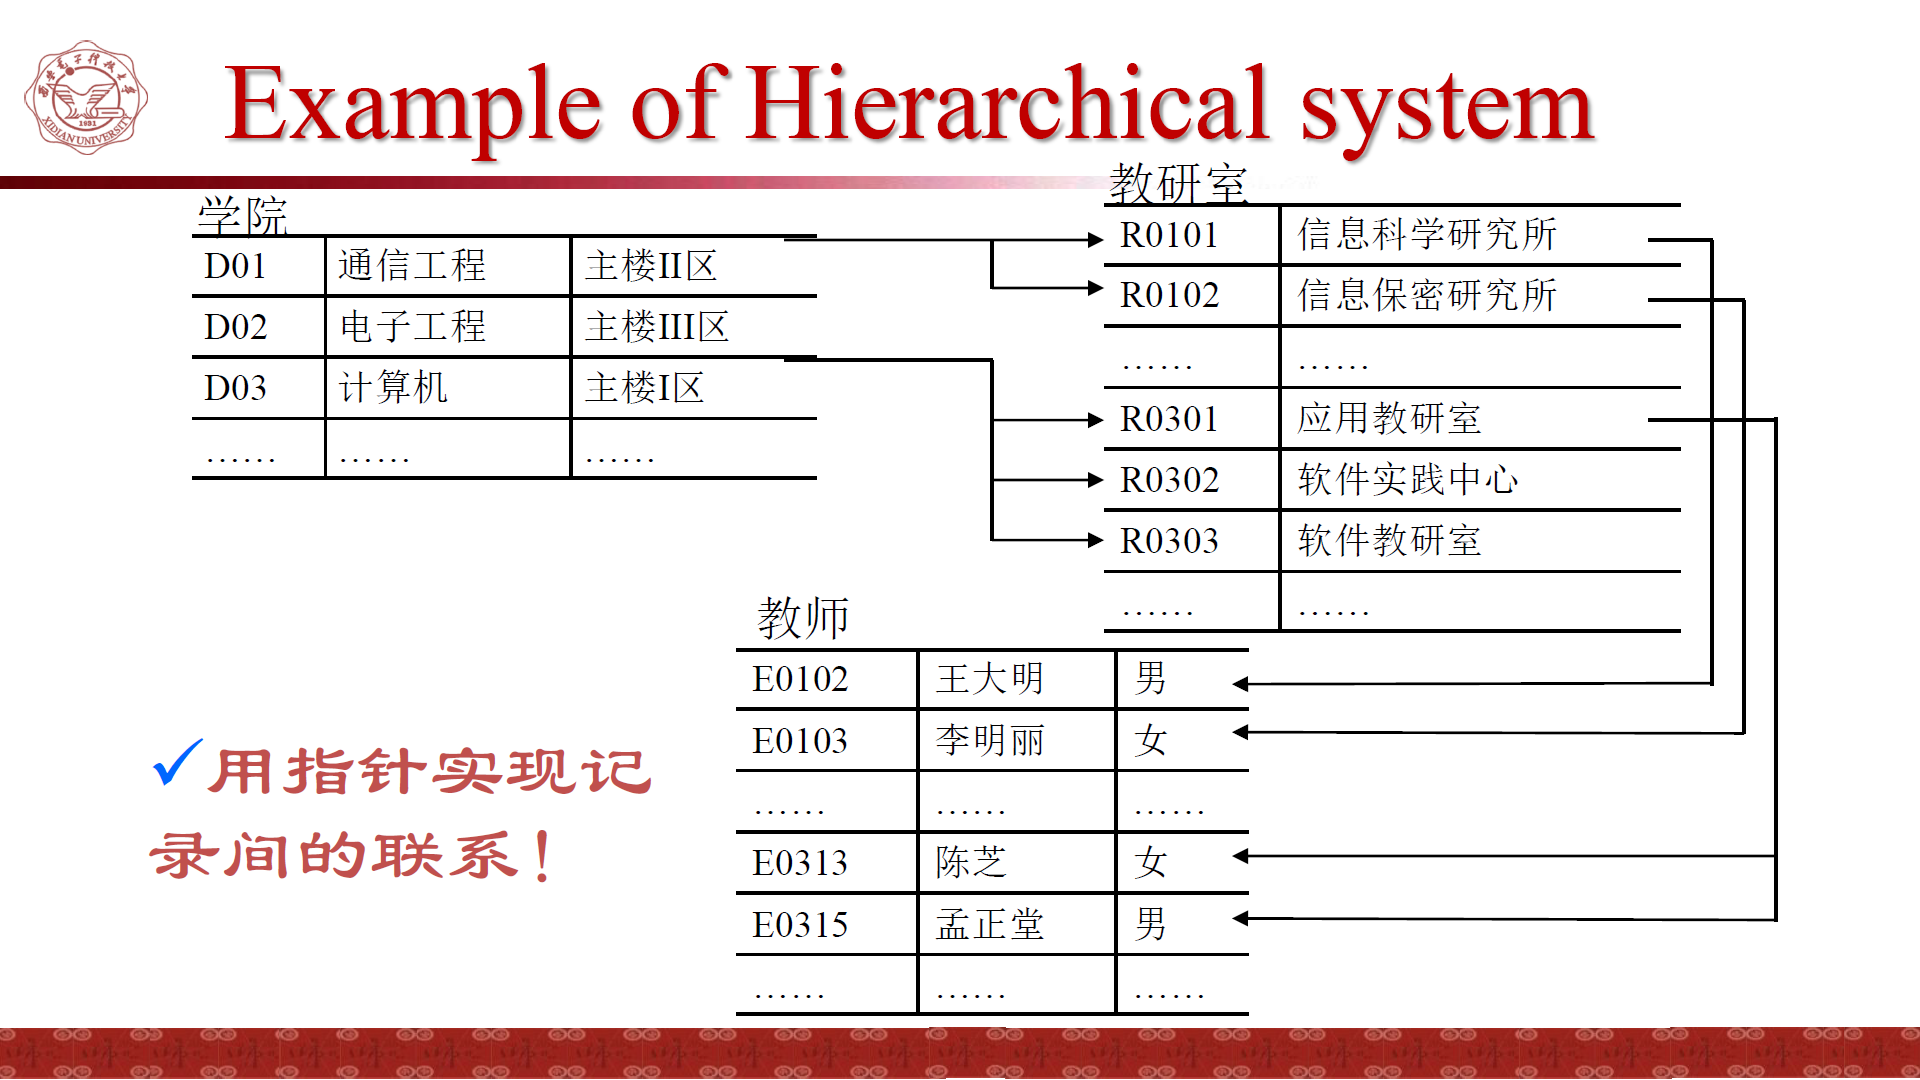 Example of Hierarchical system
XIDIAN UNIVERSITY
1931
学院
D01 通信工程 主楼II区
D02 电子工程 主楼III区
D03 计算机 主楼I区
…… …… ……
教研室
R0101 信息科学研究所
R0102 信息保密研究所
…… ……
R0301 应用教研室
R0302 软件实践中心
R0303 软件教研室
…… ……
教师
E0102 王大明 男
E0103 李明丽 女
…… …… ……
E0313 陈芝 女
E0315 孟正堂 男
…… …… ……
✓用指针实现记
录间的联系！